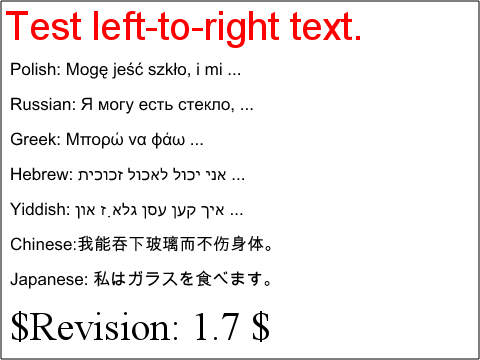 Test left-to-right text.
Polish: Mogę jeść szkło, i mi ...
Russian: Я могу есть стекло, ...
Greek: Μπορώ να φάω ...
Hebrew: אני יכול לאכול זכוכית ...
Yiddish: איך קען עסן גלאָז און ...
Chinese:我能吞下玻璃而不伤身体。
Japanese: 私はガラスを食べます。
$Revision: 1.7 $